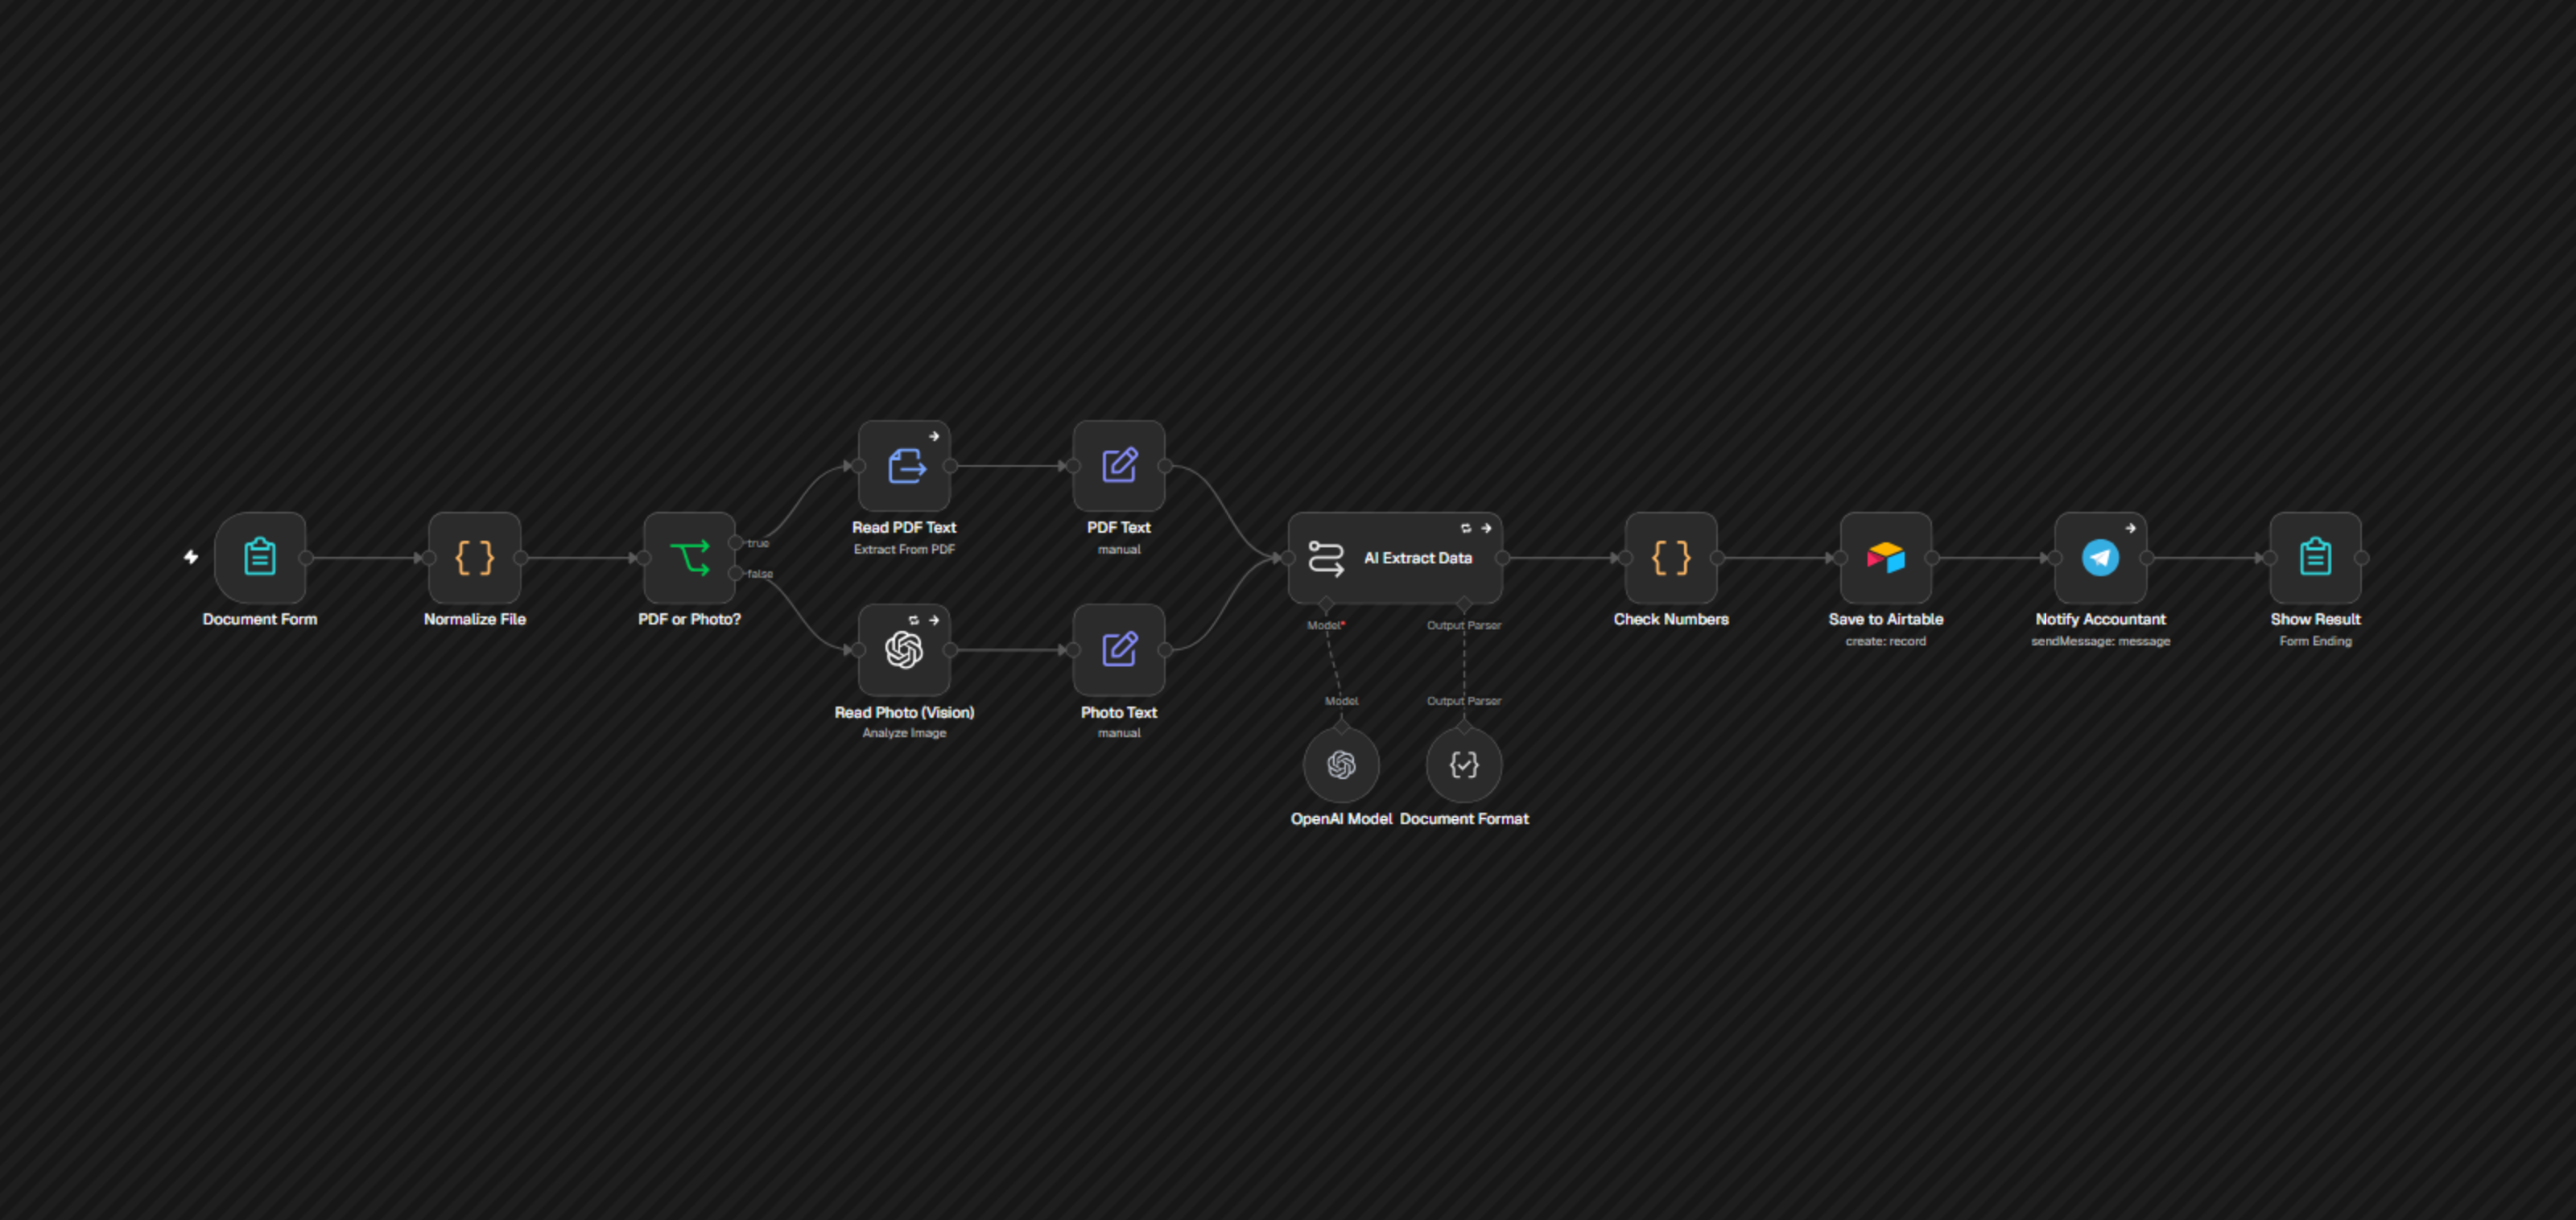 Document Form
Normalize File
PDF or Photo?
true
false
Read PDF Text
Extract From PDF
PDF Text
manual
Read Photo (Vision)
Analyze Image
Photo Text
manual
AI Extract Data
Model*
Output Parser
Model
Output Parser
OpenAI Model
Document Format
Check Numbers
Save to Airtable
create: record
Notify Accountant
sendMessage: message
Show Result
Form Ending